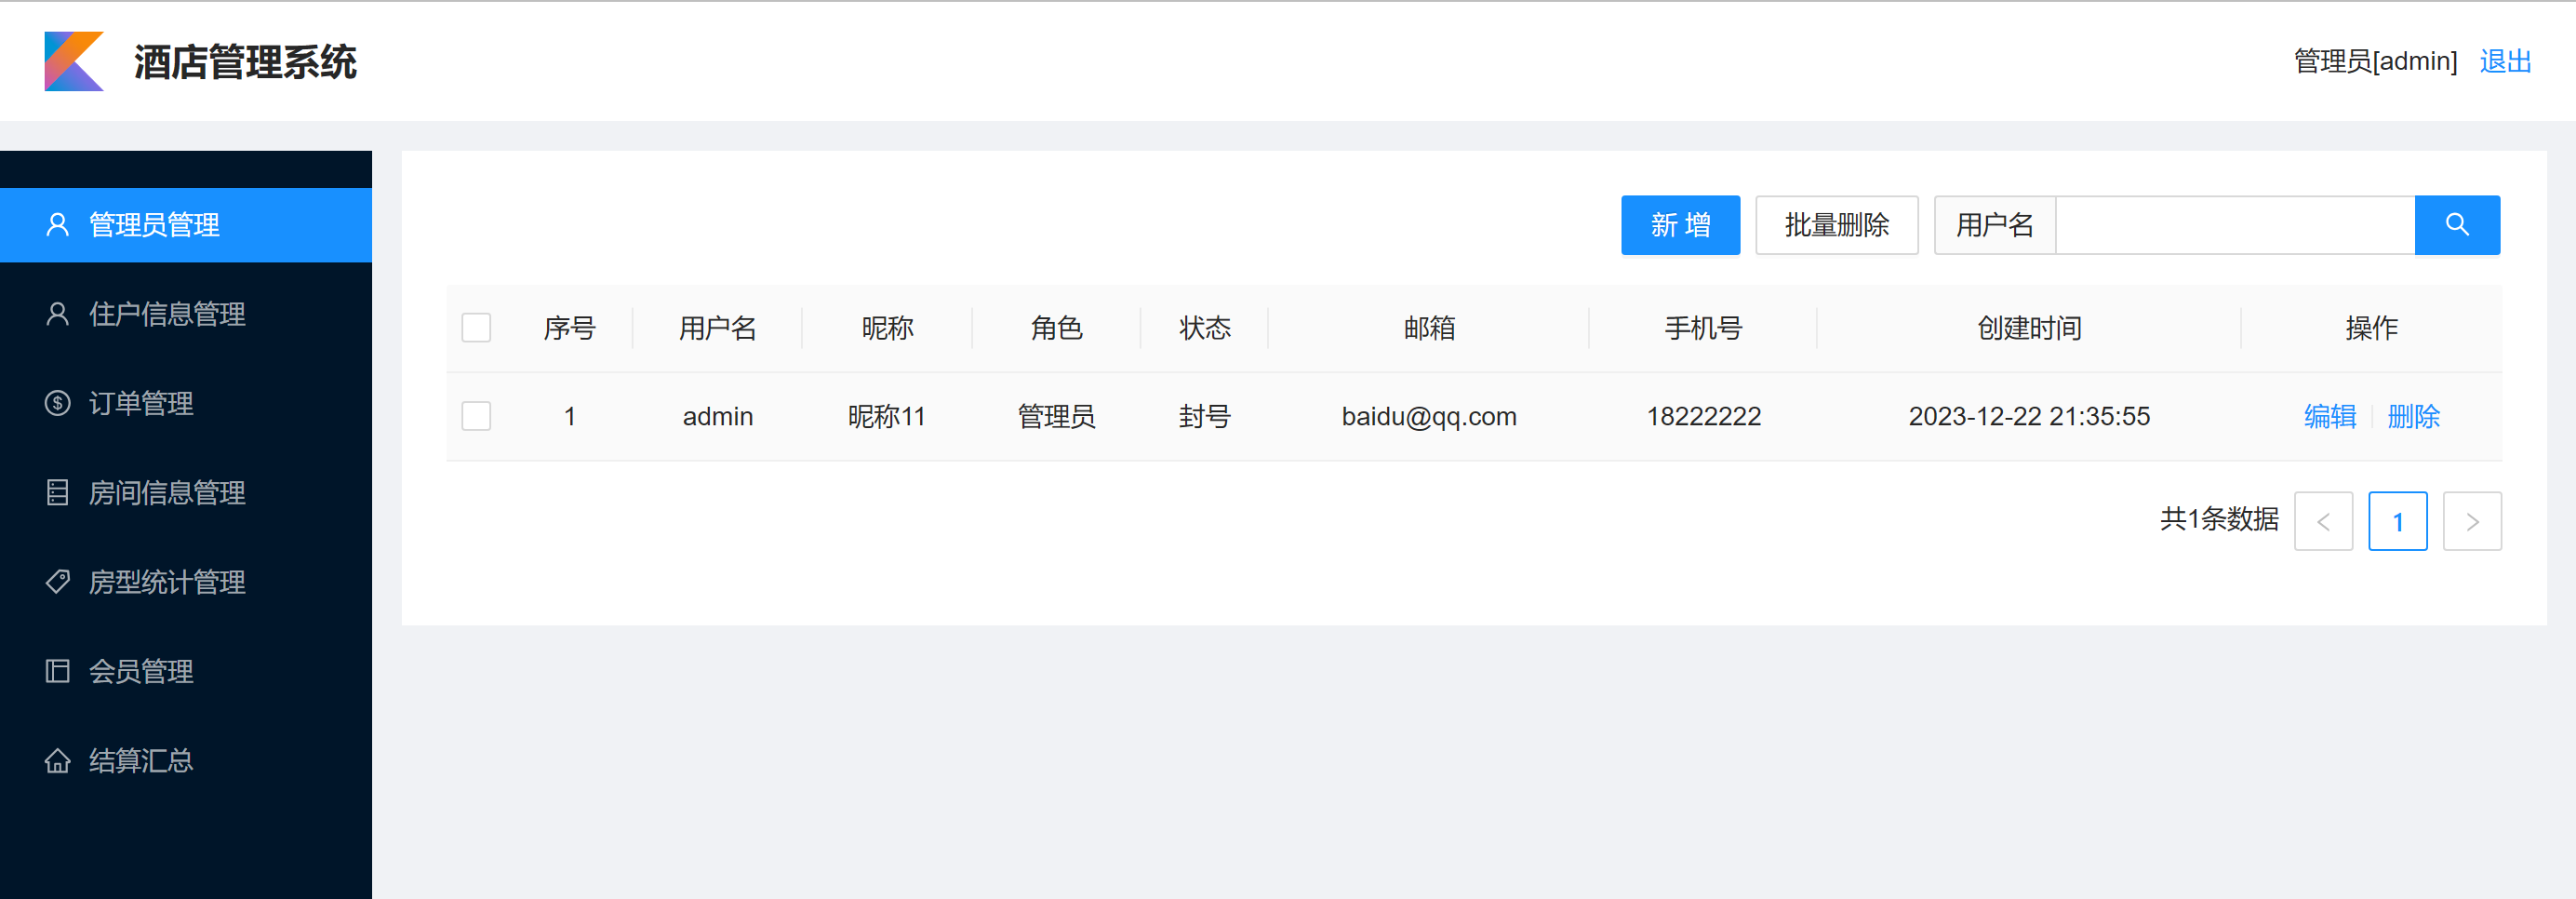 酒店管理系统
管理员[admin] 退出
管理员管理
住户信息管理
订单管理
房间信息管理
房型统计管理
会员管理
结算汇总
新 增 批量删除 用户名
序号 用户名 昵称 角色 状态 邮箱 手机号 创建时间 操作
1 admin 昵称11 管理员 封号 baidu@qq.com 18222222 2023-12-22 21:35:55 编辑 删除
共1条数据 < 1 >